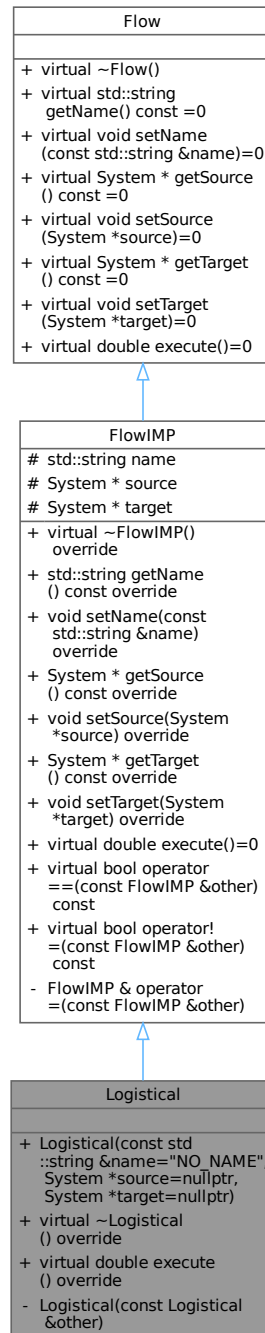 Flow
+ virtual ~Flow()
+ virtual std::string
getName() const =0
+ virtual void setName
(const std::string &name)=0
+ virtual System * getSource
() const =0
+ virtual void setSource
(System *source)=0
+ virtual System * getTarget
() const =0
+ virtual void setTarget
(System *target)=0
+ virtual double execute()=0
FlowIMP
# std::string name
# System * source
# System * target
+ virtual ~FlowIMP()
override
+ std::string getName
() const override
+ void setName(const
std::string &name)
override
+ System * getSource
() const override
+ void setSource(System
*source) override
+ System * getTarget
() const override
+ void setTarget(System
*target) override
+ virtual double execute()=0
+ virtual bool operator
==(const FlowIMP &other)
const
+ virtual bool operator!
=(const FlowIMP &other)
const
- FlowIMP & operator
=(const FlowIMP &other)
Logistical
+ Logistical(const std
::string &name="NO_NAME",
System *source=nullptr,
System *target=nullptr)
+ virtual ~Logistical
() override
+ virtual double execute
() override
- Logistical(const Logistical
&other)